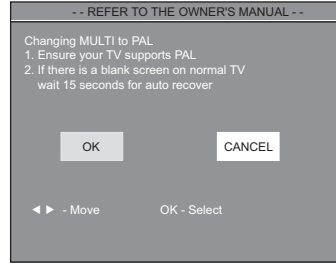 - - REFER TO THE OWNER'S MANUAL - -
Changing MULTI to PAL
1. Ensure your TV supports PAL
2. If there is a blank screen on normal TV
wait 15 seconds for auto recover
OK CANCEL
◄ ► - Move OK - Select